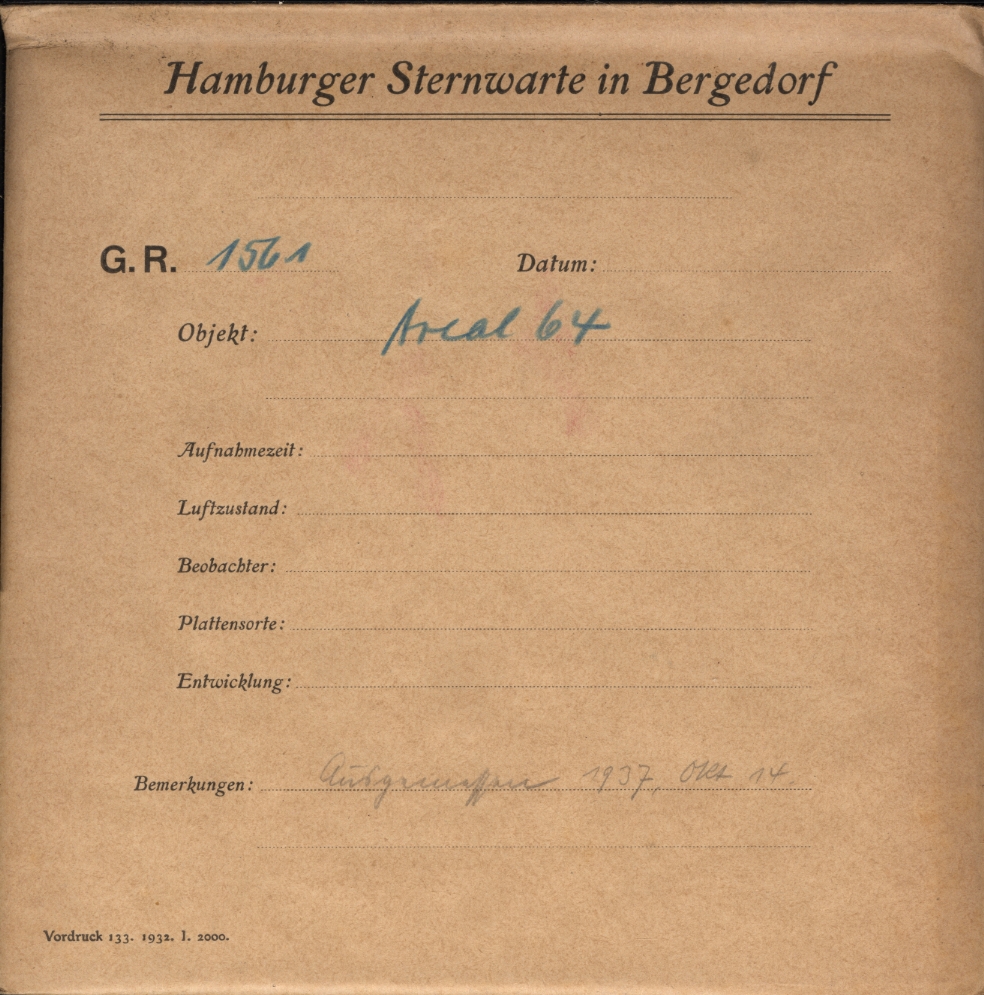 Hamburger Sternwarte in Bergedorf
G. R. 1561 Datum:
Objekt: Areal 64
Aufnahmezeit:
Luftzustand:
Beobachter:
Plattensorte:
Entwicklung:
Bemerkungen: Ausgemessen 1937, Okt 14
Vordruck 133. 1932. I. 2000.